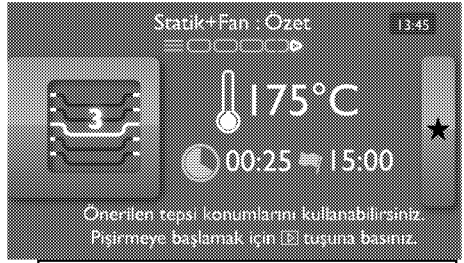 Statik+Fan : Özet
13:45
3
175°C
00:25 15:00
Önerilen tepsi konumlarını kullanabilirsiniz.
Pişirmeye başlamak için tuşuna basınız.